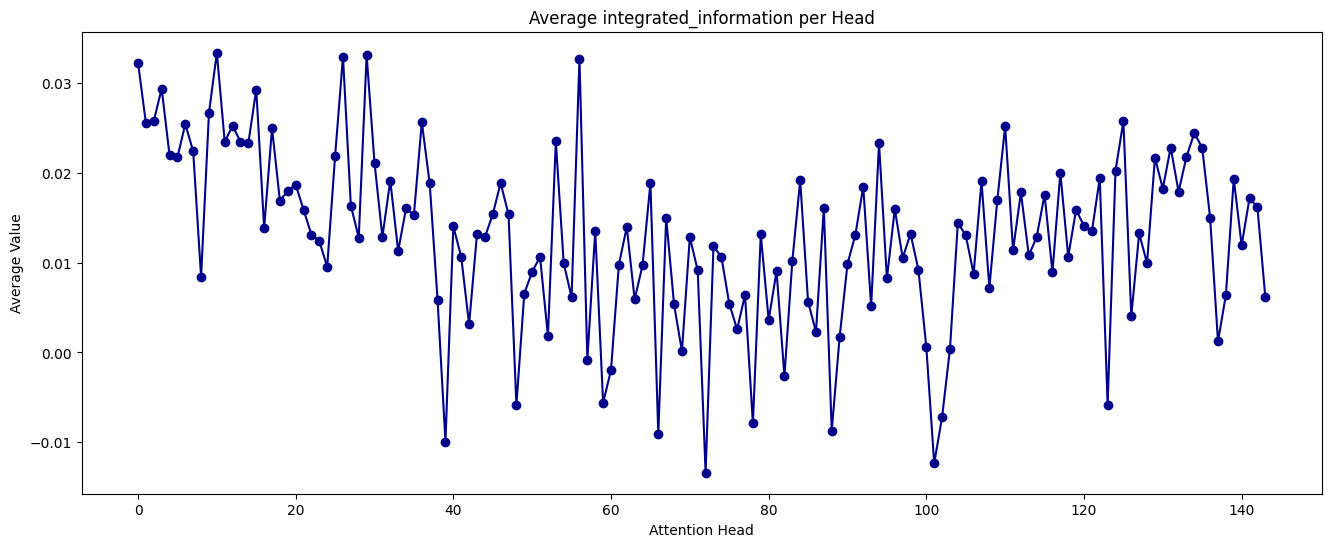 Average integrated_information per Head
Average Value
0.03
0.02
0.01
0.00
−0.01
0 20 40 60 80 100 120 140
Attention Head